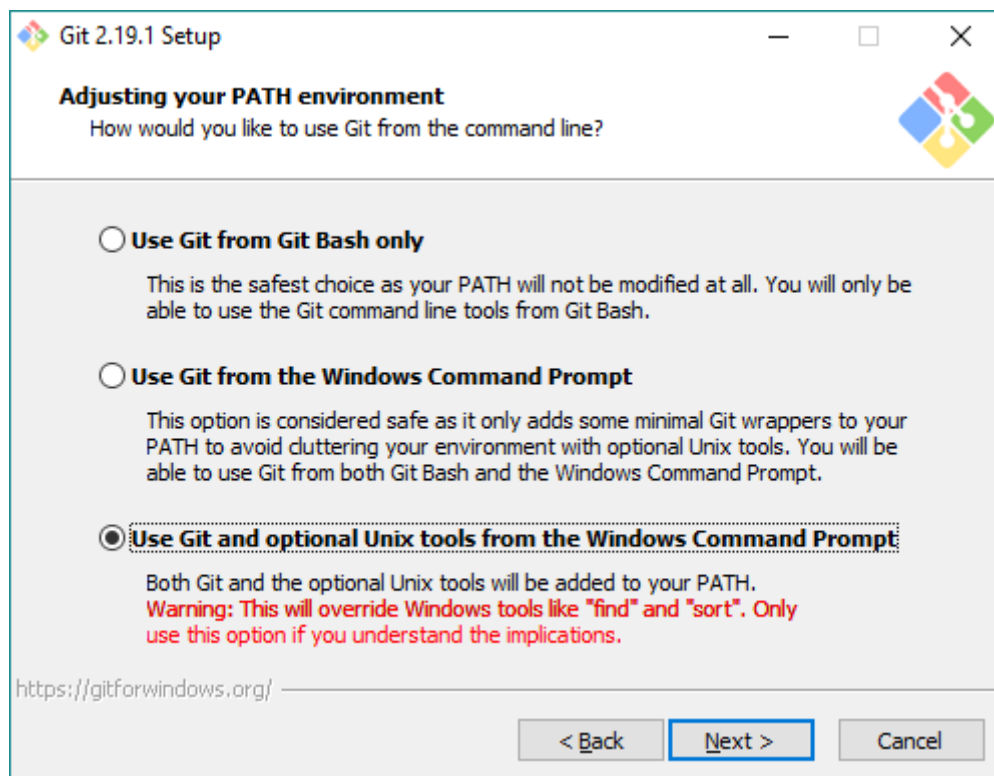 Git 2.19.1 Setup
Adjusting your PATH environment
How would you like to use Git from the command line?
Use Git from Git Bash only
This is the safest choice as your PATH will not be modified at all. You will only be
able to use the Git command line tools from Git Bash.
Use Git from the Windows Command Prompt
This option is considered safe as it only adds some minimal Git wrappers to your
PATH to avoid cluttering your environment with optional Unix tools. You will be
able to use Git from both Git Bash and the Windows Command Prompt.
Use Git and optional Unix tools from the Windows Command Prompt
Both Git and the optional Unix tools will be added to your PATH.
Warning: This will override Windows tools like "find" and "sort". Only
use this option if you understand the implications.
https://gitforwindows.org/
< Back Next > Cancel